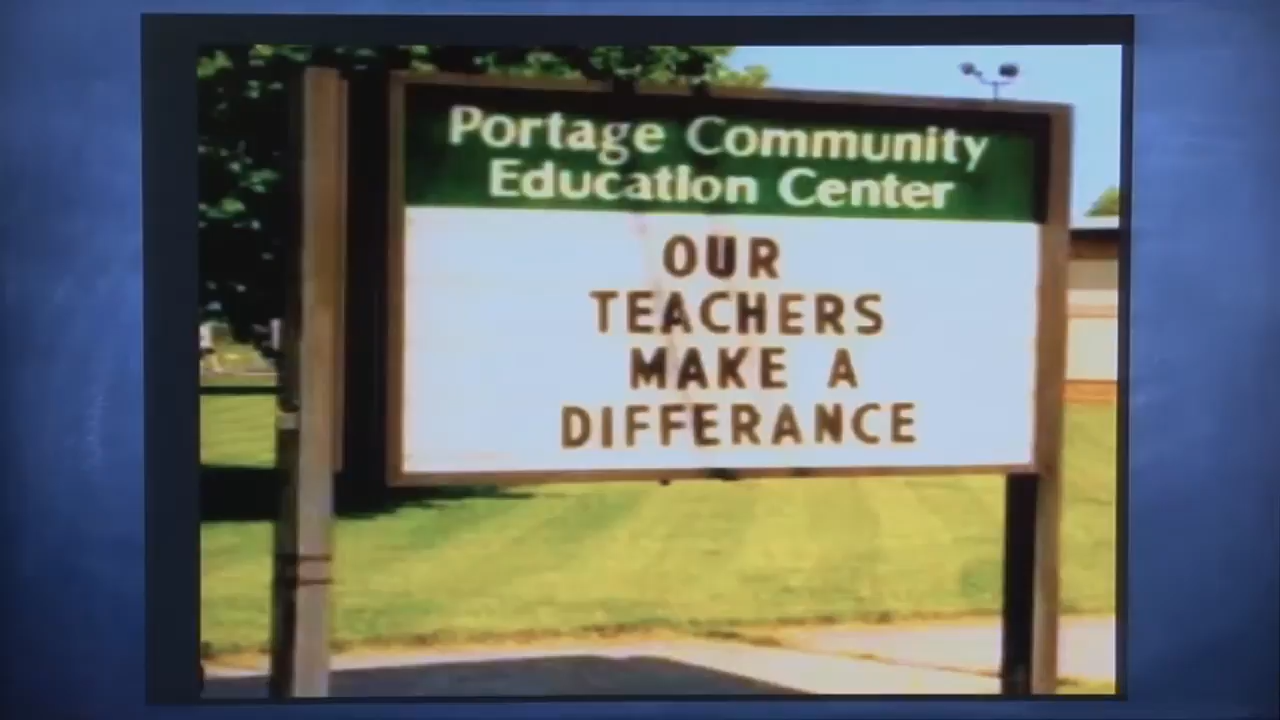 Portage Community
Education Center
OUR
TEACHERS
MAKE A
DIFFERANCE